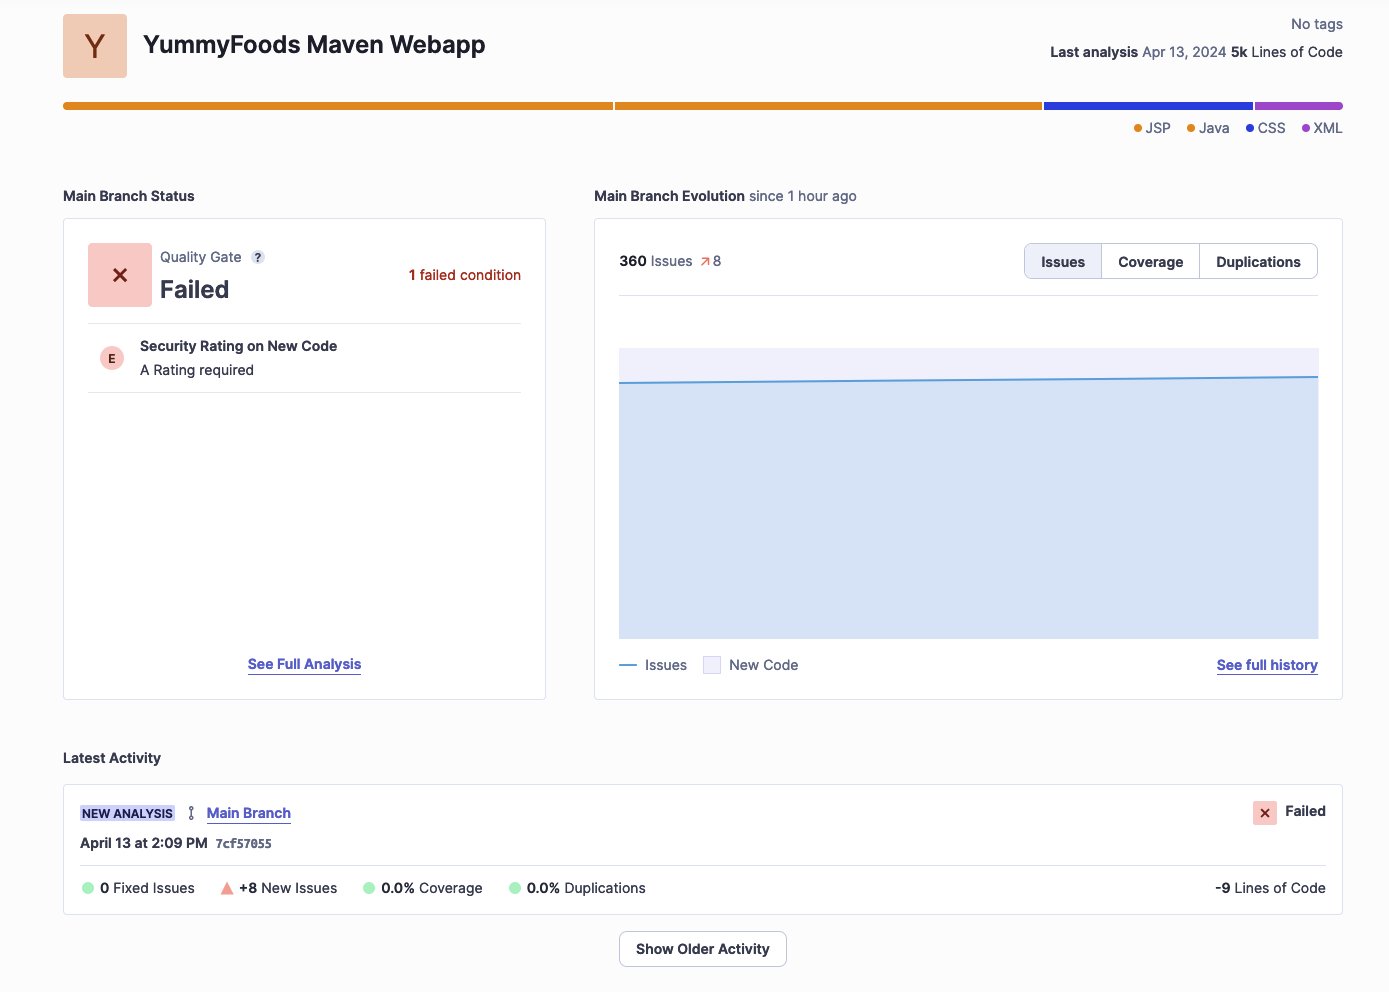 Y
YummyFoods Maven Webapp
No tags
Last analysis Apr 13, 2024 5k Lines of Code
JSP Java CSS XML
Main Branch Status
Quality Gate ?
Failed
1 failed condition
E
Security Rating on New Code
A Rating required
See Full Analysis
Main Branch Evolution since 1 hour ago
360 Issues 8
Issues Coverage Duplications
Issues New Code
See full history
Latest Activity
NEW ANALYSIS Main Branch
Failed
April 13 at 2:09 PM 7cf57055
0 Fixed Issues +8 New Issues 0.0% Coverage 0.0% Duplications
-9 Lines of Code
Show Older Activity